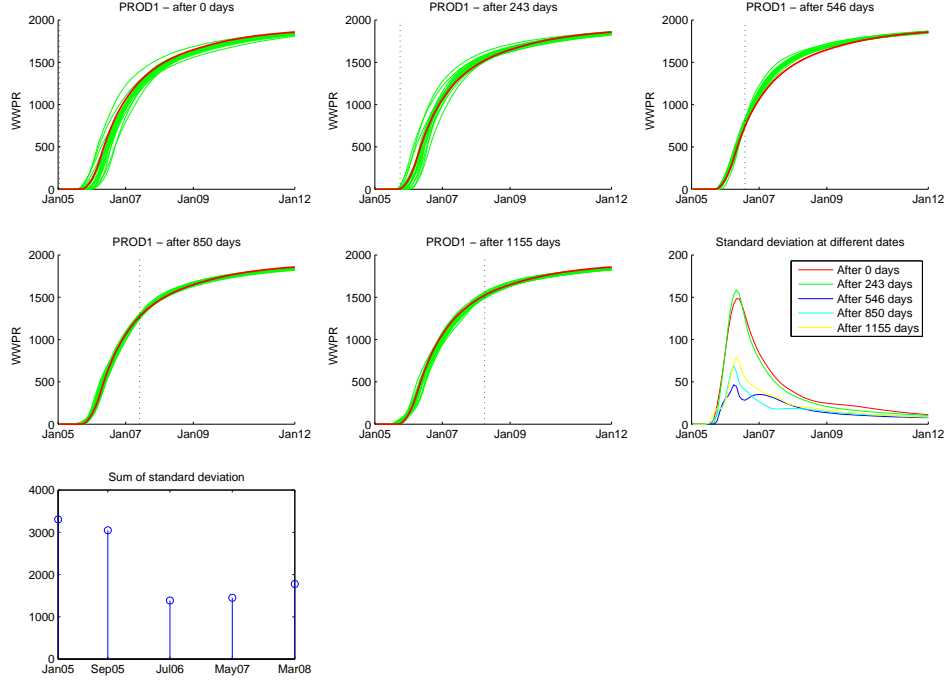 PROD1 − after 0 days
PROD1 − after 243 days
PROD1 − after 546 days
2000
1500
1000
500
0
WWPR
Jan05
Jan07
Jan09
Jan12
2000
1500
1000
500
0
WWPR
Jan05
Jan07
Jan09
Jan12
2000
1500
1000
500
0
WWPR
Jan05
Jan07
Jan09
Jan12
PROD1 − after 850 days
PROD1 − after 1155 days
Standard deviation at different dates
2000
1500
1000
500
0
WWPR
Jan05
Jan07
Jan09
Jan12
2000
1500
1000
500
0
WWPR
Jan05
Jan07
Jan09
Jan12
200
150
100
50
0
After 0 days
After 243 days
After 546 days
After 850 days
After 1155 days
Jan05
Jan07
Jan09
Jan12
Sum of standard deviation
4000
3000
2000
1000
0
Jan05
Sep05
Jul06
May07
Mar08